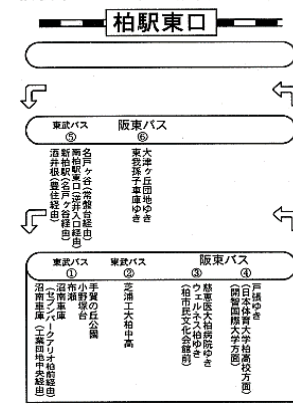 柏駅東口
東武バス
⑤
名戸ヶ谷(常盤台経由)
南柏駅東口(逆井入口経由)
新柏駅(名戸ヶ谷経由)
酒井根(豊住経由)
阪東バス
⑥
大津ヶ丘団地ゆき
東我孫子車庫ゆき
東武バス
①
手賀の丘公園
小野塚台
布瀬
沼南車庫
(セブンパークアリオ柏前経由)
沼南車庫(工業団地中央経由)
東武バス
②
芝浦工大柏中高
阪東バス
③
慈恵医大柏病院ゆき
ウェルネス柏ゆき
(柏市民文化会館前)
④
戸張ゆき
(日本体育大学柏高校方面)
(開智国際大学方面)